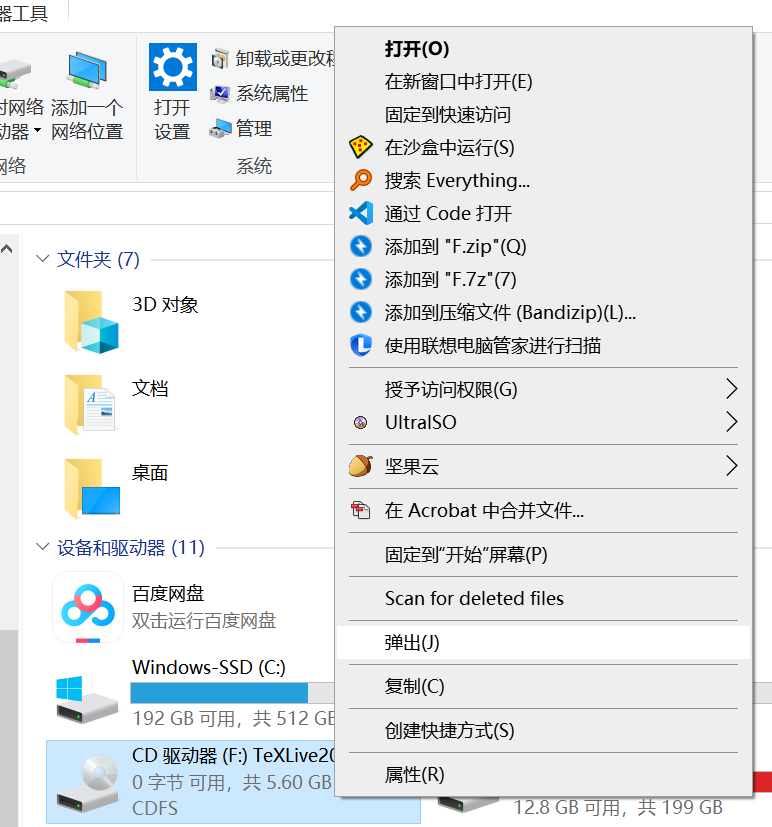 器工具
打开(O)
在新窗口中打开(E)
固定到快速访问
在沙盒中运行(S)
搜索 Everything...
通过 Code 打开
添加到 "F.zip"(Q)
添加到 "F.7z"(7)
添加到压缩文件 (Bandizip)(L)...
使用联想电脑管家进行扫描
授予访问权限(G)
UltraISO
坚果云
在 Acrobat 中合并文件...
固定到“开始”屏幕(P)
Scan for deleted files
弹出(J)
复制(C)
创建快捷方式(S)
属性(R)
网络
动器
添加一个
网络位置
打开
设置
卸载或更改程
系统属性
管理
网络
系统
文件夹 (7)
3D 对象
文档
桌面
设备和驱动器 (11)
百度网盘
双击运行百度网盘
Windows-SSD (C:)
192 GB 可用，共 512 GB
CD 驱动器 (F:) TeXLive20
0 字节 可用，共 5.60 GB
CDFS
12.8 GB 可用，共 199 GB